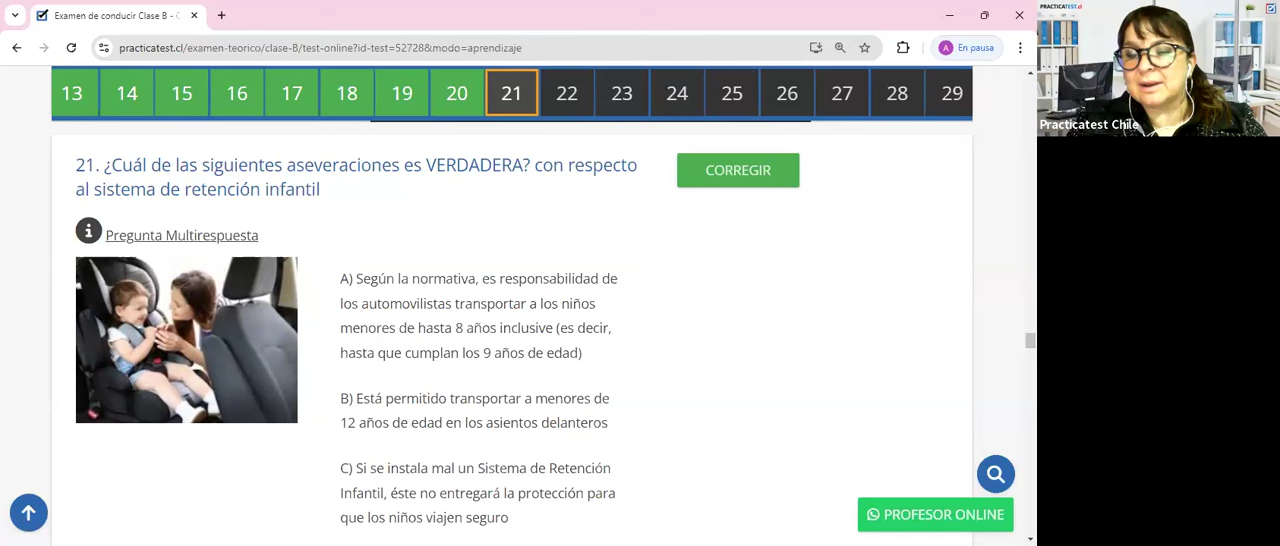 Examen de conducir Clase B - C
practicatest.cl/examen-teorico/clase-B/test-online?id-test=52728&modo=aprendizaje
A En pausa
PRACTICATEST.cl
Practicatest Chile
13 14 15 16 17 18 19 20 21 22 23 24 25 26 27 28 29
21. ¿Cuál de las siguientes aseveraciones es VERDADERA? con respecto
al sistema de retención infantil
CORREGIR
Pregunta Multirespuesta
A) Según la normativa, es responsabilidad de
los automovilistas transportar a los niños
menores de hasta 8 años inclusive (es decir,
hasta que cumplan los 9 años de edad)
B) Está permitido transportar a menores de
12 años de edad en los asientos delanteros
C) Si se instala mal un Sistema de Retención
Infantil, éste no entregará la protección para
que los niños viajen seguro
PROFESOR ONLINE